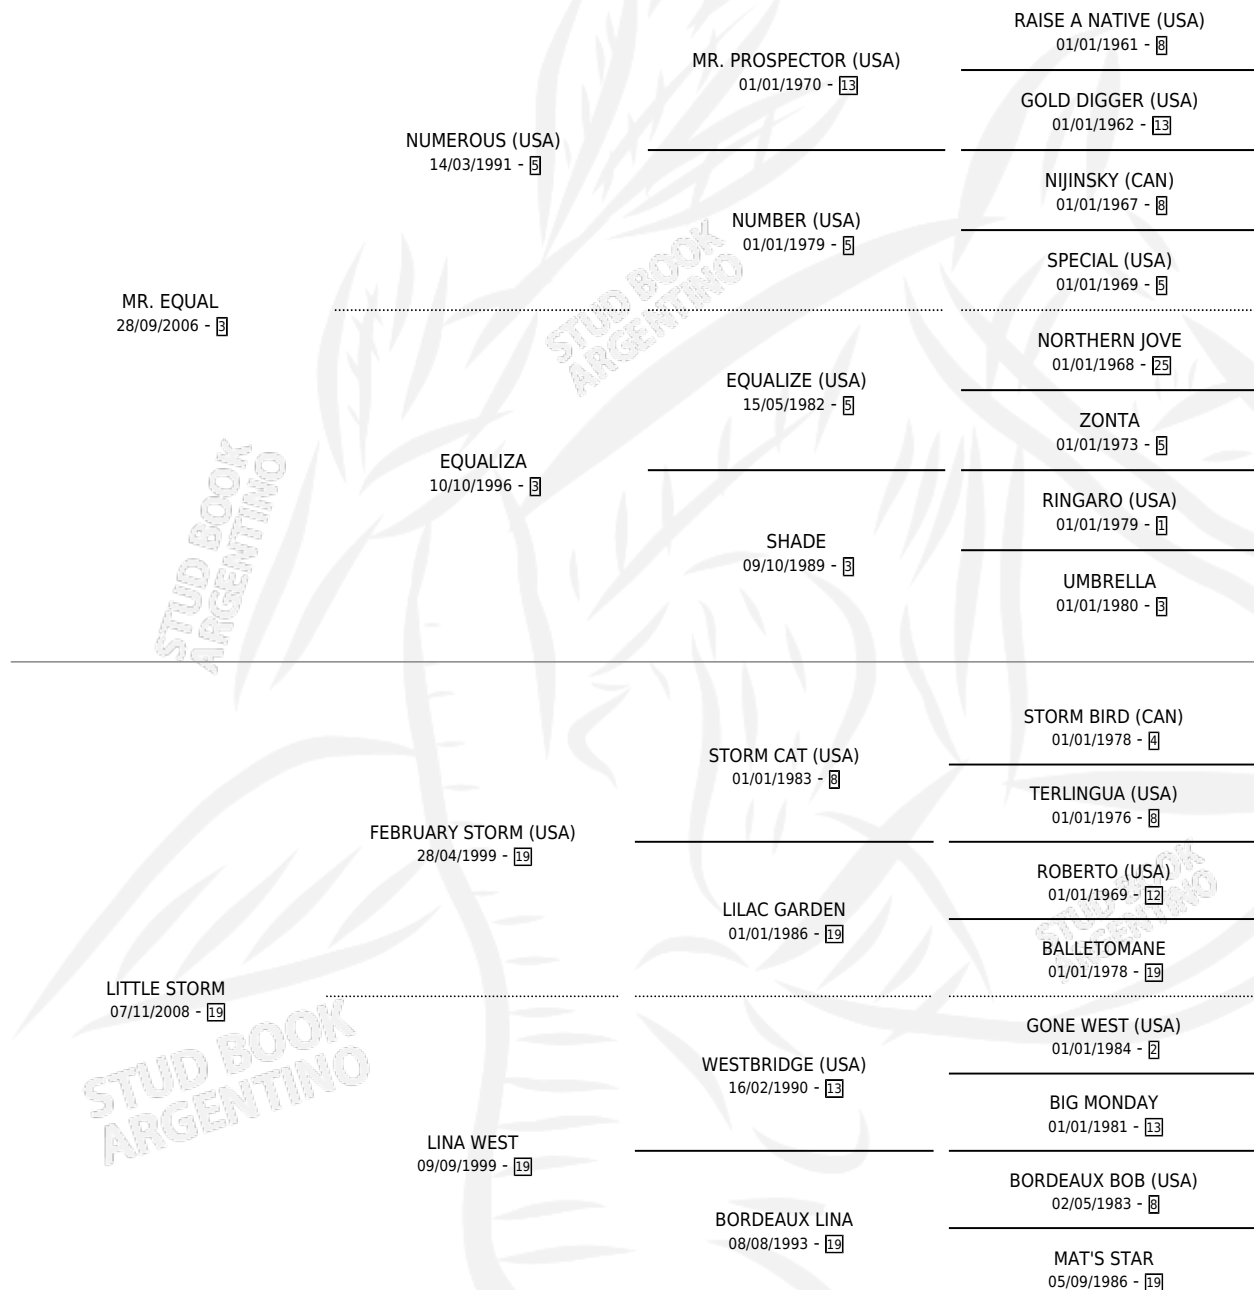 RAISE A NATIVE (USA)
01/01/1961 - 8
MR. PROSPECTOR (USA)
01/01/1970 - 13
GOLD DIGGER (USA)
01/01/1962 - 13
NUMEROUS (USA)
14/03/1991 - 5
NIJINSKY (CAN)
01/01/1967 - 8
NUMBER (USA)
01/01/1979 - 5
SPECIAL (USA)
01/01/1969 - 5
MR. EQUAL
28/09/2006 - 3
NORTHERN JOVE
01/01/1968 - 25
EQUALIZE (USA)
15/05/1982 - 5
ZONTA
01/01/1973 - 5
EQUALIZA
10/10/1996 - 3
RINGARO (USA)
01/01/1979 - 1
SHADE
09/10/1989 - 3
UMBRELLA
01/01/1980 - 3
STORM BIRD (CAN)
01/01/1978 - 4
STORM CAT (USA)
01/01/1983 - 8
TERLINGUA (USA)
01/01/1976 - 8
FEBRUARY STORM (USA)
28/04/1999 - 19
ROBERTO (USA)
01/01/1969 - 12
LILAC GARDEN
01/01/1986 - 19
BALLETOMANE
01/01/1978 - 19
LITTLE STORM
07/11/2008 - 19
GONE WEST (USA)
01/01/1984 - 2
WESTBRIDGE (USA)
16/02/1990 - 13
BIG MONDAY
01/01/1981 - 13
LINA WEST
09/09/1999 - 19
BORDEAUX BOB (USA)
02/05/1983 - 8
BORDEAUX LINA
08/08/1993 - 19
MAT'S STAR
05/09/1986 - 19
STUD BOOK
ARGENTINO
STUD BOOK
ARGENTINO
STUD BOOK
ARGENTINO
STUD BOOK
ARGENTINO